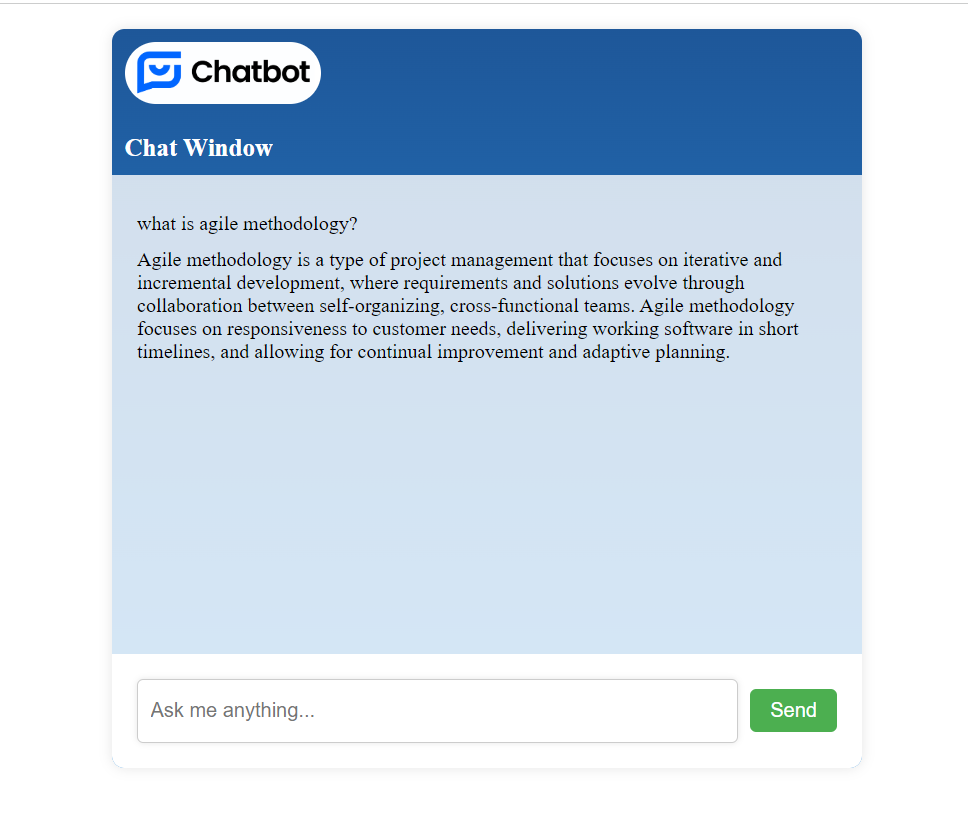 Chatbot
Chat Window
what is agile methodology?
Agile methodology is a type of project management that focuses on iterative and
incremental development, where requirements and solutions evolve through
collaboration between self-organizing, cross-functional teams. Agile methodology
focuses on responsiveness to customer needs, delivering working software in short
timelines, and allowing for continual improvement and adaptive planning.
Ask me anything...
Send